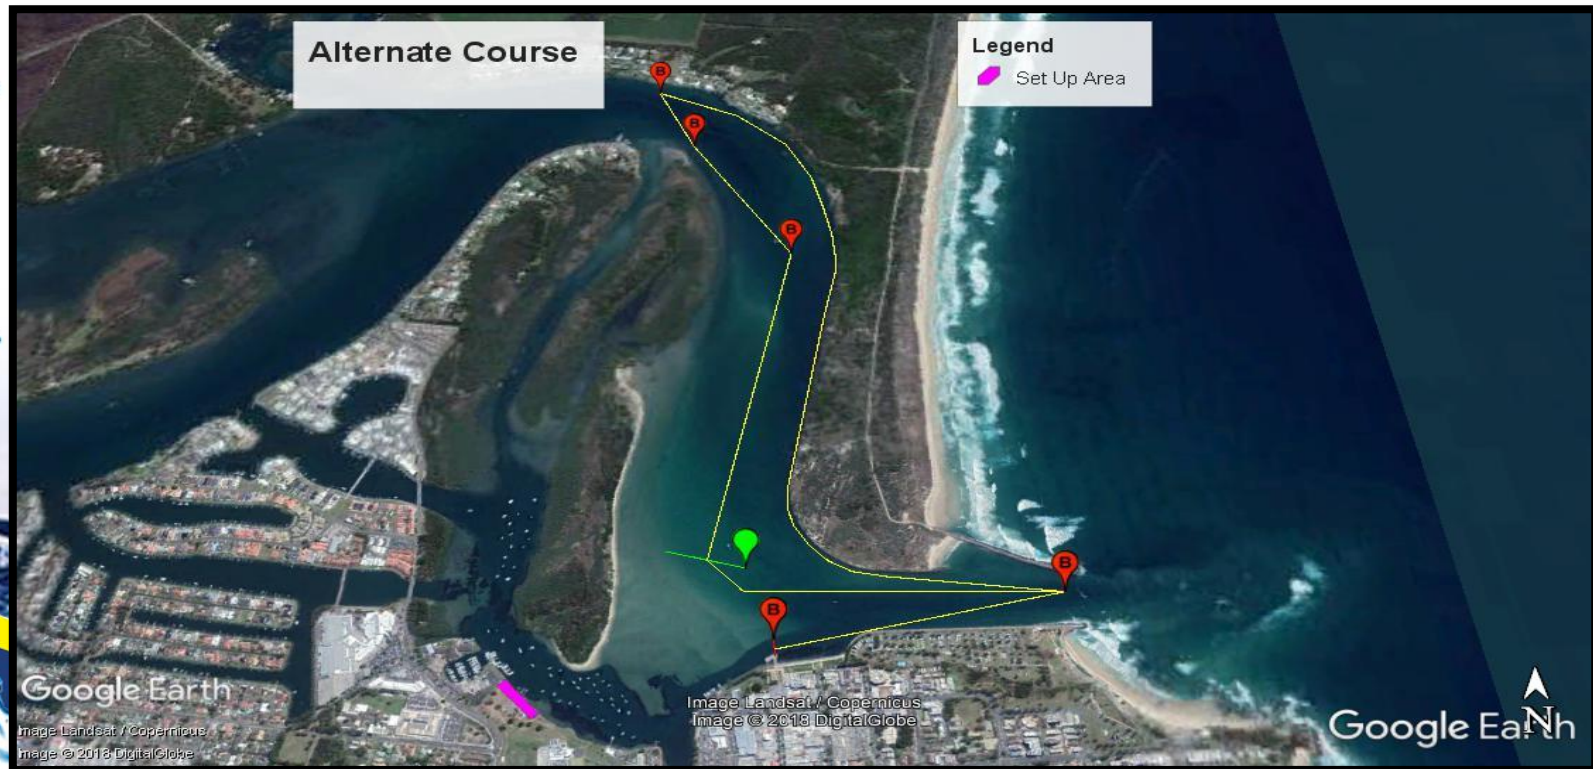 Alternate Course
Legend
Set Up Area
B
B
B
B
B
Google Earth
Image Landsat / Copernicus
Image © 2018 DigitalGlobe
Image Landsat / Copernicus
Image © 2018 DigitalGlobe
Google Earth
N